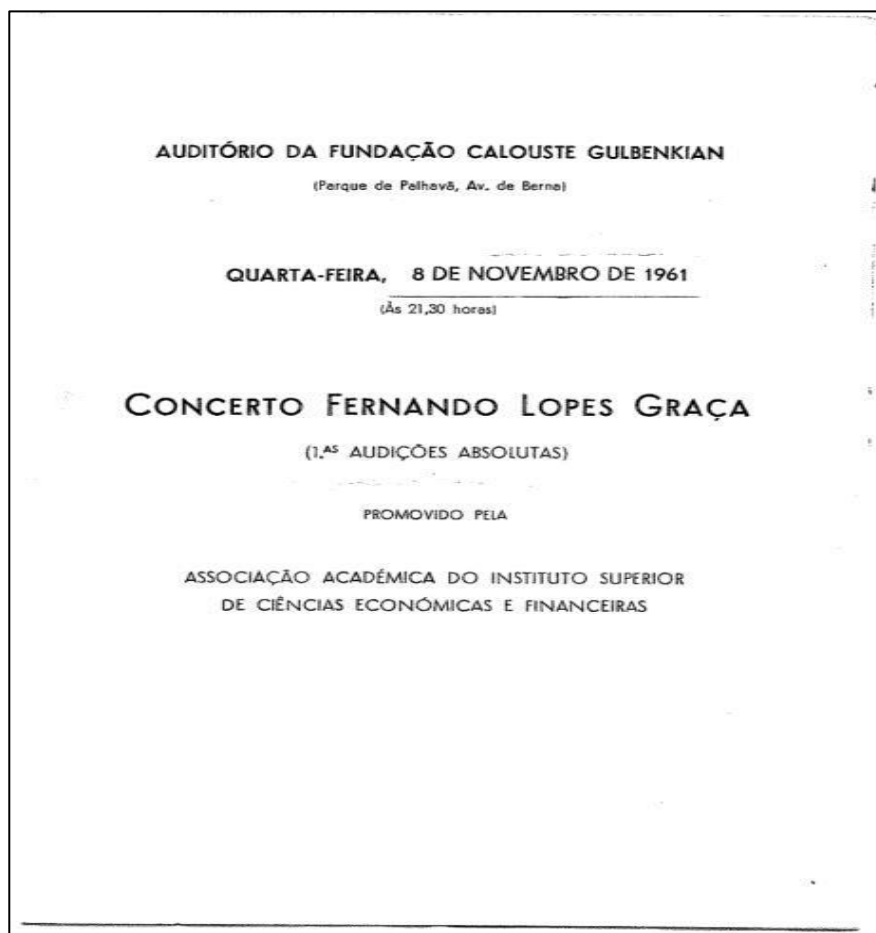 AUDITÓRIO DA FUNDAÇÃO CALOUSTE GULBENKIAN
(Parque de Palhavã, Av. de Berna)
QUARTA-FEIRA, 8 DE NOVEMBRO DE 1961
(Às 21,30 horas)
CONCERTO FERNANDO LOPES GRAÇA
(1.AS AUDIÇÕES ABSOLUTAS)
PROMOVIDO PELA
ASSOCIAÇÃO ACADÉMICA DO INSTITUTO SUPERIOR
DE CIÊNCIAS ECONÓMICAS E FINANCEIRAS